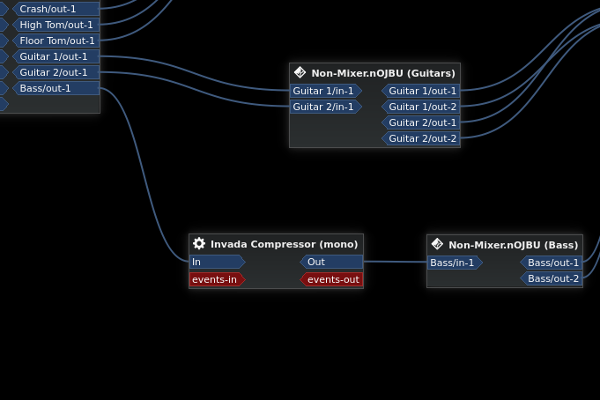 Crash/out-1
High Tom/out-1
Floor Tom/out-1
Guitar 1/out-1
Guitar 2/out-1
Bass/out-1
Non-Mixer.nOJBU (Guitars)
Guitar 1/in-1 Guitar 1/out-1
Guitar 2/in-1 Guitar 1/out-2
Guitar 2/out-1
Guitar 2/out-2
Invada Compressor (mono)
In Out
events-in events-out
Non-Mixer.nOJBU (Bass)
Bass/in-1 Bass/out-1
Bass/out-2